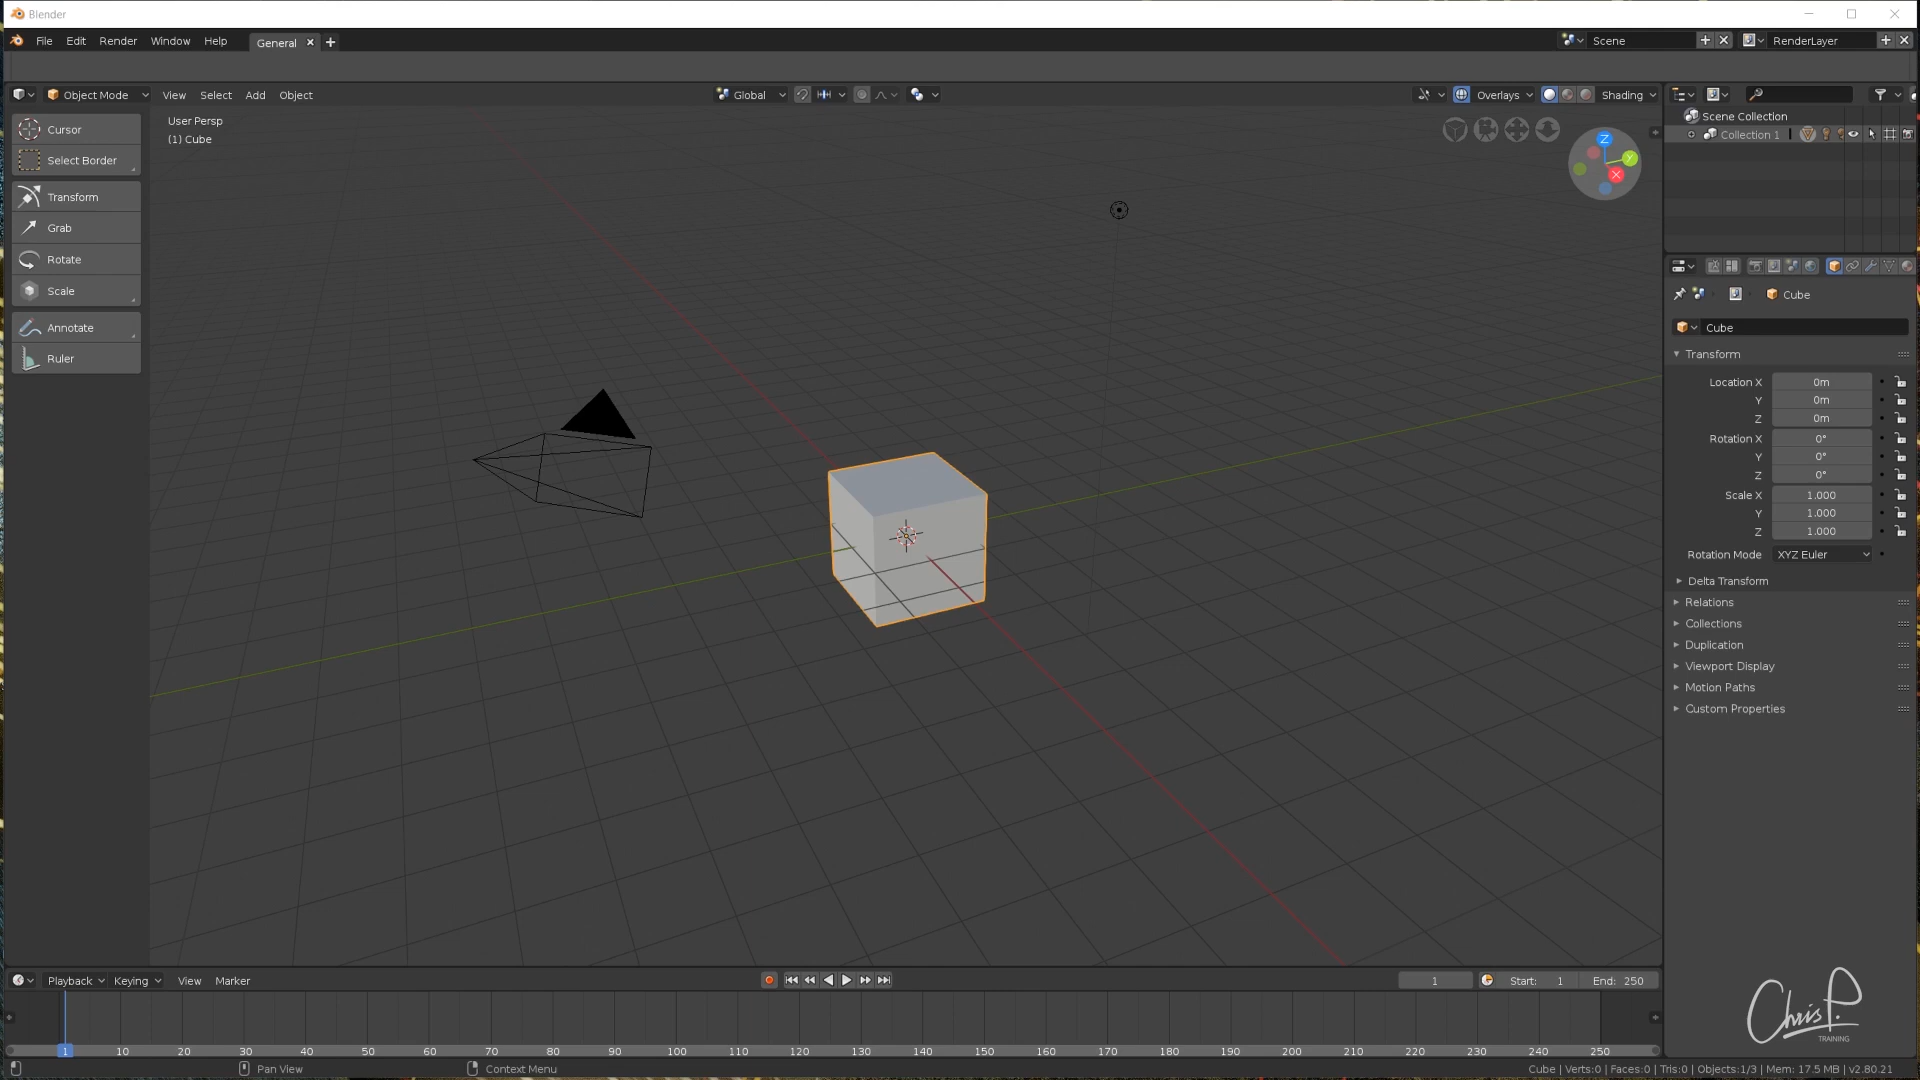 Blender
File Edit Render Window Help General Scene RenderLayer
Object Mode View Select Add Object Global Overlays Shading
User Persp
(1) Cube
Cursor
Select Border
Transform
Grab
Rotate
Scale
Annotate
Ruler
Z
Y
X
Scene Collection
Collection 1
Cube
Cube
Transform
Location X 0m
Y 0m
Z 0m
Rotation X 0°
Y 0°
Z 0°
Scale X 1.000
Y 1.000
Z 1.000
Rotation Mode XYZ Euler
Delta Transform
Relations
Collections
Duplication
Viewport Display
Motion Paths
Custom Properties
Playback Keying View Marker 1 Start: 1 End: 250
1 10 20 30 40 50 60 70 80 90 100 110 120 130 140 150 160 170 180 190 200 210 220 230 240 250
Chris P.
TRAINING
Pan View Context Menu Cube | Verts:0 | Faces:0 | Tris:0 | Objects:1/3 | Mem: 17.5 MB | v2.80.21